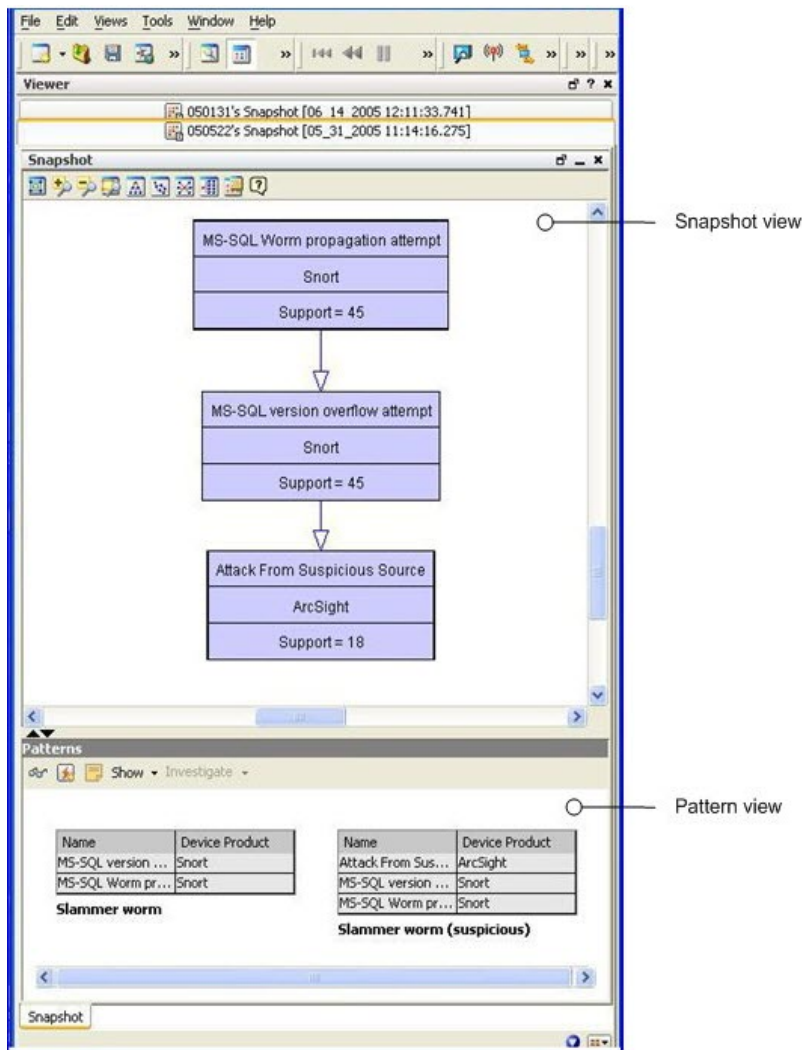 File Edit Views Tools Window Help
Viewer
050131's Snapshot [06_14_2005 12:11:33.741]
050522's Snapshot [05_31_2005 11:14:16.275]
Snapshot
MS-SQL Worm propagation attempt
Snort
Support = 45
Snapshot view
MS-SQL version overflow attempt
Snort
Support = 45
Attack From Suspicious Source
ArcSight
Support = 18
Patterns
Show Investigate
Pattern view
Name Device Product
MS-SQL version ... Snort
MS-SQL Worm pr... Snort
Slammer worm
Name Device Product
Attack From Sus... ArcSight
MS-SQL version ... Snort
MS-SQL Worm pr... Snort
Slammer worm (suspicious)
Snapshot